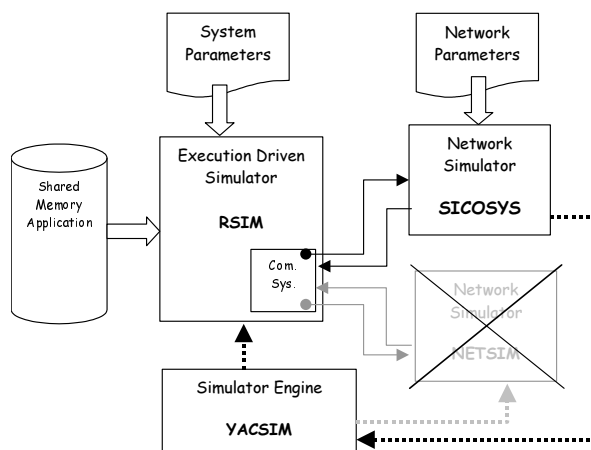 System
Parameters
Network
Parameters
Execution Driven
Simulator
RSIM
Network
Simulator
SICOSYS
Shared
Memory
Application
Com.
Sys.
Network
Simulator
NETSIM
Simulator Engine
YACSIM